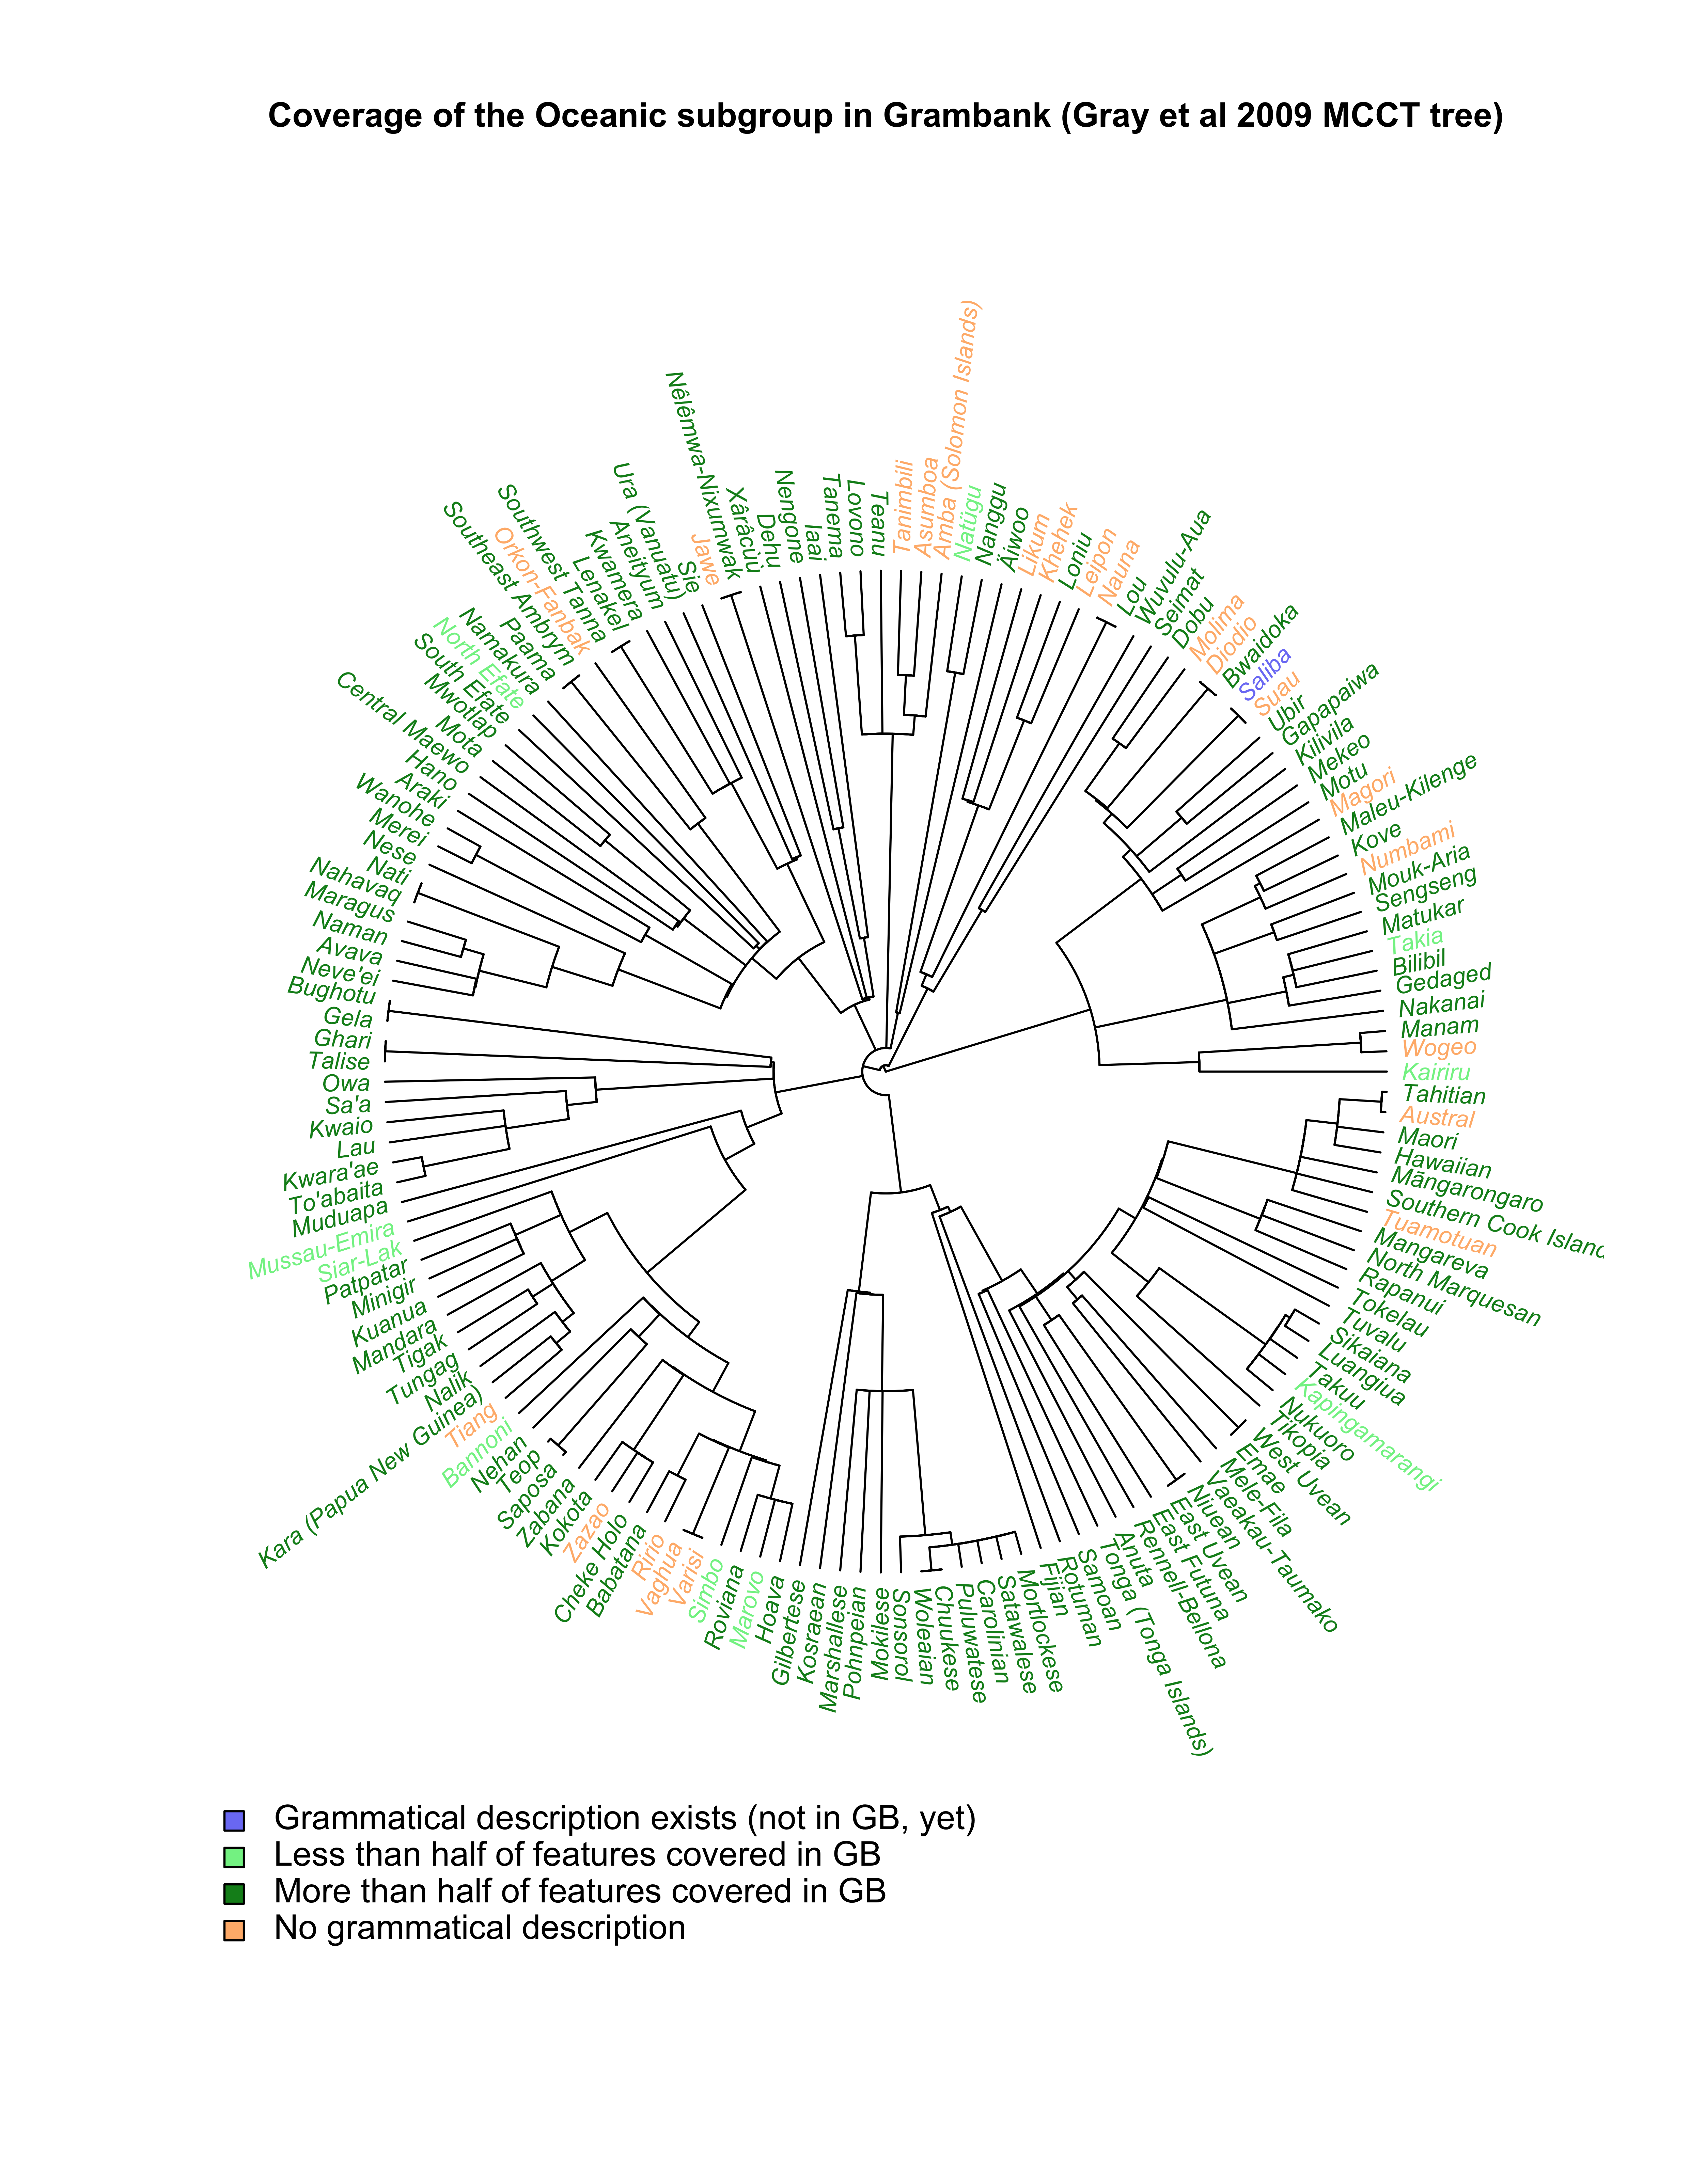 Coverage of the Oceanic subgroup in Grambank (Gray et al 2009 MCCT tree)
Teanu
Tanimbili
Asumboa
Amba (Solomon Islands)
Natügu
Nanggu
Äiwoo
Likum
Khehek
Loniu
Leipon
Nauna
Lou
Wuvulu-Aua
Seimat
Dobu
Molima
Diodio
Bwaidoka
Saliba
Suau
Ubir
Gapapaiwa
Kilivila
Mekeo
Motu
Magori
Maleu-Kilenge
Kove
Numbami
Mouk-Aria
Sengseng
Matukar
Takia
Bilibil
Gedaged
Nakanai
Manam
Wogeo
Kairiru
Tahitian
Austral
Maori
Hawaiian
Māngarongaro
Southern Cook Island
Tuamotuan
Mangareva
North Marquesan
Rapanui
Tokelau
Tuvalu
Sikaiana
Luangiua
Takuu
Kapingamarangi
Nukuoro
Tikopia
West Uvean
Emae
Mele-Fila
Vaeakau-Taumako
Niuean
East Uvean
East Futuna
Rennell-Bellona
Anuta
Tonga (Tonga Islands)
Samoan
Rotuman
Fijian
Mortlockese
Satawalese
Carolinian
Puluwatese
Chuukese
Woleaian
Sonsorol
Mokilese
Pohnpeian
Marshallese
Kosraean
Gilbertese
Hoava
Marovo
Roviana
Simbo
Varisi
Vaghua
Ririo
Babatana
Cheke Holo
Zazao
Kokota
Zabana
Saposa
Teop
Nehan
Bannoni
Tiang
Kara (Papua New Guinea)
Nalik
Tungag
Tigak
Mandara
Kuanua
Minigir
Patpatar
Siar-Lak
Mussau-Emira
Muduapa
To'abaita
Kwara'ae
Lau
Kwaio
Sa'a
Owa
Talise
Ghari
Gela
Bughotu
Neve'ei
Avava
Naman
Maragus
Nahavaq
Nati
Nese
Merei
Wanohe
Araki
Hano
Central Maewo
Mota
Mwotlap
South Efate
North Efate
Namakura
Paama
Southeast Ambrym
Orkon-Fanbak
Southwest Tanna
Lenakel
Kwamera
Aneityum
Ura (Vanuatu)
Sie
Jawe
Nêlêmwa-Nixumwak
Xârâcùù
Dehu
Nengone
Iaai
Tanema
Lovono
Grammatical description exists (not in GB, yet)
Less than half of features covered in GB
More than half of features covered in GB
No grammatical description